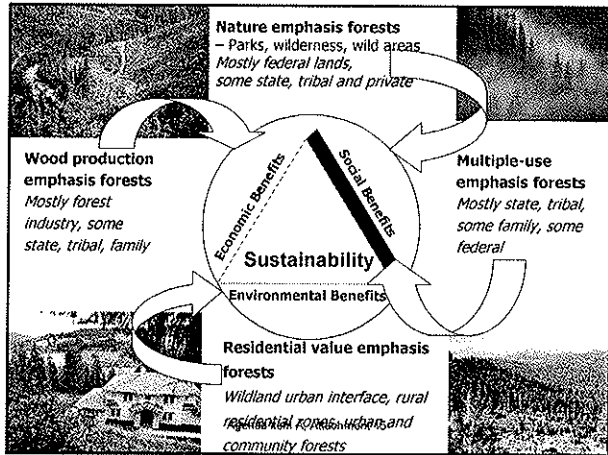 Nature emphasis forests
– Parks, wilderness, wild areas
Mostly federal lands,
some state, tribal and private
Wood production
emphasis forests
Mostly forest
industry, some
state, tribal, family
Economic Benefits
Social Benefits
Sustainability
Environmental Benefits
Multiple-use
emphasis forests
Mostly state, tribal,
some family, some
federal
Residential value emphasis
forests
Wildland urban interface, rural
residential zones, urban and
community forests